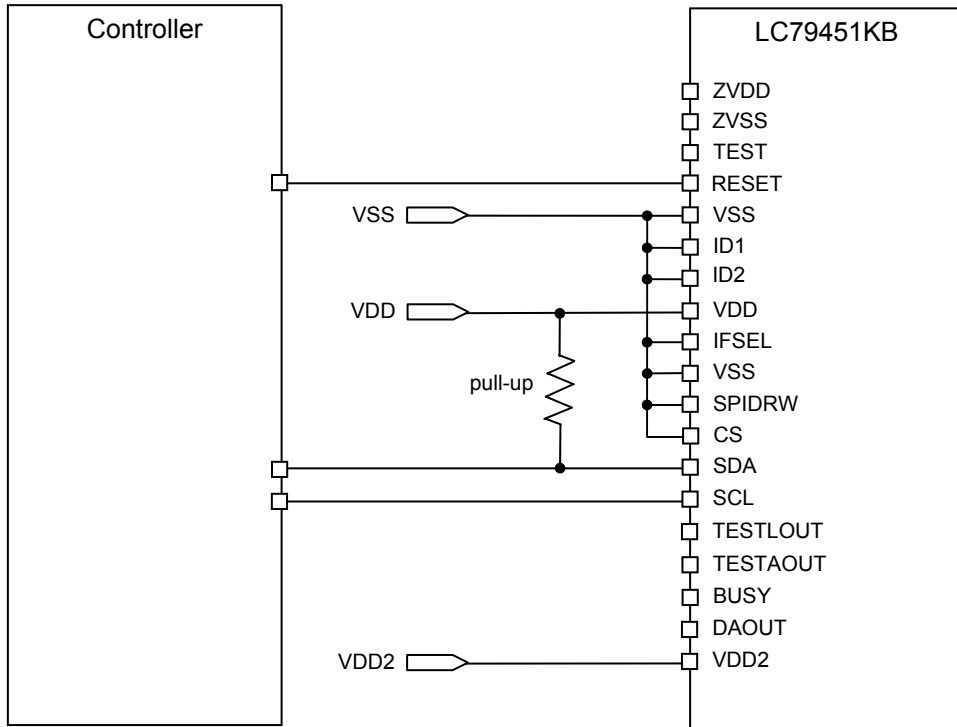 Controller
LC79451KB
ZVDD
ZVSS
TEST
RESET
VSS
VSS
ID1
ID2
VDD
VDD
IFSEL
VSS
pull-up
SPIDRW
CS
SDA
SCL
TESTLOUT
TESTAOUT
BUSY
DAOUT
VDD2
VDD2